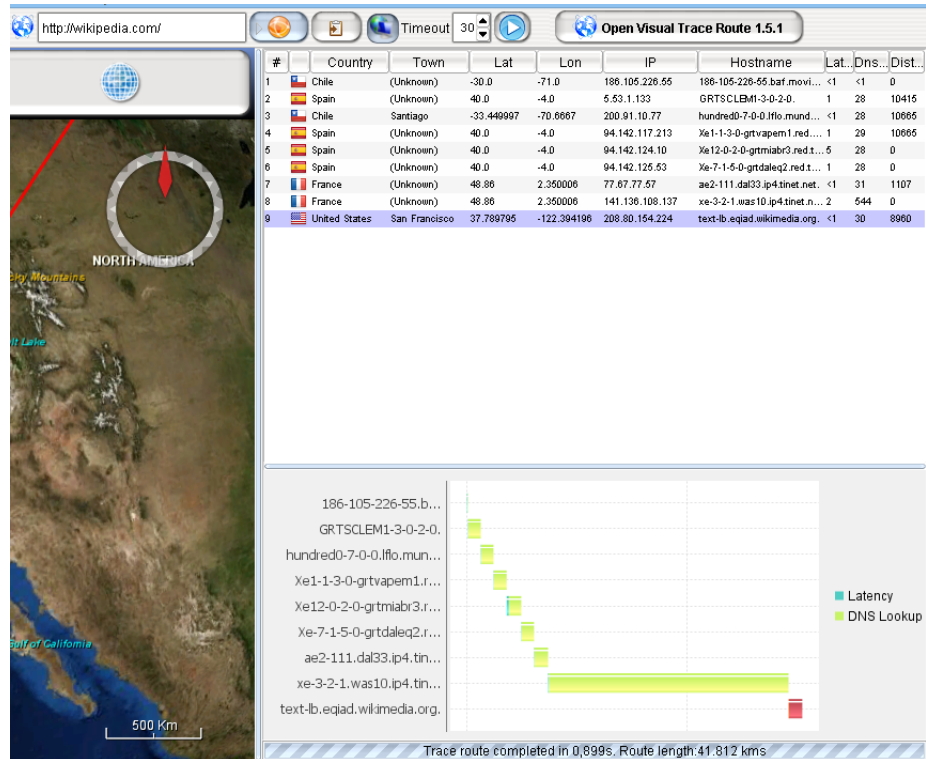 http://wikipedia.com/ Timeout 30 Open Visual Trace Route 1.5.1
# Country Town Lat Lon IP Hostname Lat... Dns... Dist...
1 Chile (Unknown) -30.0 -71.0 186.105.226.55 186-105-226-55.baf.movi... <1 <1 0
2 Spain (Unknown) 40.0 -4.0 5.53.1.133 GRTSCLEM1-3-0-2-0. 1 28 10415
3 Chile Santiago -33.449997 -70.6667 200.91.10.77 hundred0-7-0-0.lflo.mund... <1 28 10665
4 Spain (Unknown) 40.0 -4.0 94.142.117.213 Xe1-1-3-0-grtvapem1.red.... 1 29 10665
5 Spain (Unknown) 40.0 -4.0 94.142.124.10 Xe12-0-2-0-grtmiabr3.red.t... 5 28 0
6 Spain (Unknown) 40.0 -4.0 94.142.125.53 Xe-7-1-5-0-grtdaleq2.red.t... 1 28 0
7 France (Unknown) 48.86 2.350006 77.67.77.57 ae2-111.dal33.ip4.tinet.net. <1 31 1107
8 France (Unknown) 48.86 2.350006 141.136.108.137 xe-3-2-1.was10.ip4.tinet.n... 2 544 0
9 United States San Francisco 37.789795 -122.394196 208.80.154.224 text-lb.eqiad.wikimedia.org. <1 30 8960
NORTH AMERICA
ky Mountains
lt Lake
Gulf of California
500 Km
186-105-226-55.b...
GRTSCLEM1-3-0-2-0.
hundred0-7-0-0.lflo.mun...
Xe1-1-3-0-grtvapem1.r...
Xe12-0-2-0-grtmiabr3.r...
Xe-7-1-5-0-grtdaleq2.r...
ae2-111.dal33.ip4.tin...
xe-3-2-1.was10.ip4.tin...
text-lb.eqiad.wikimedia.org.
Latency
DNS Lookup
Trace route completed in 0,899s. Route length:41.812 kms